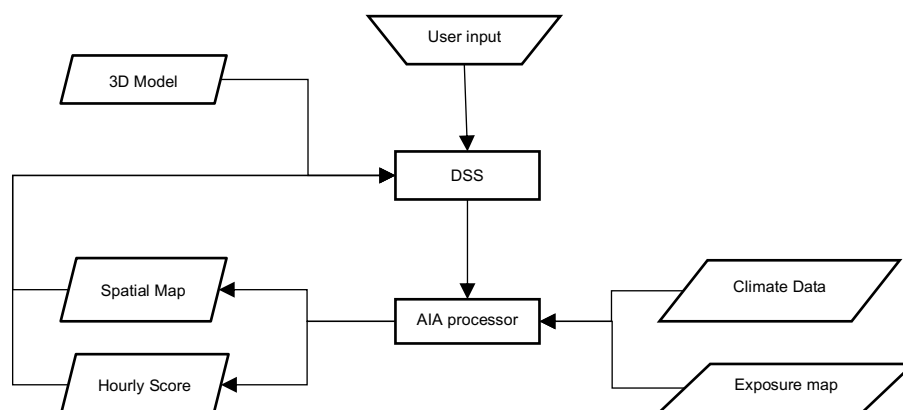 User input
3D Model
DSS
Spatial Map
AIA processor
Climate Data
Hourly Score
Exposure map